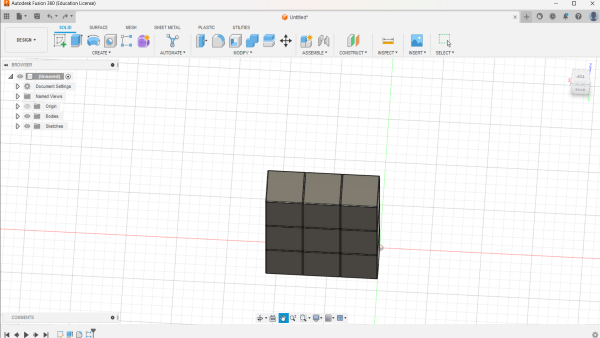 Autodesk Fusion 360 (Education License)
Untitled*
SOLID SURFACE MESH SHEET METAL PLASTIC UTILITIES
DESIGN
CREATE AUTOMATE MODIFY ASSEMBLE CONSTRUCT INSPECT INSERT SELECT
BROWSER
(Unsaved)
Document Settings
Named Views
Origin
Bodies
Sketches
COMMENTS